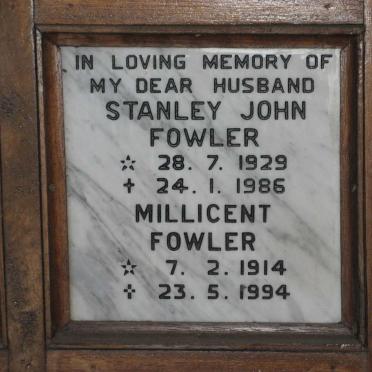 IN LOVING MEMORY OF
MY DEAR HUSBAND
STANLEY JOHN
FOWLER
☆ 28. 7. 1929
✝ 24. 1. 1986
MILLICENT
FOWLER
☆ 7. 2. 1914
✝ 23. 5. 1994